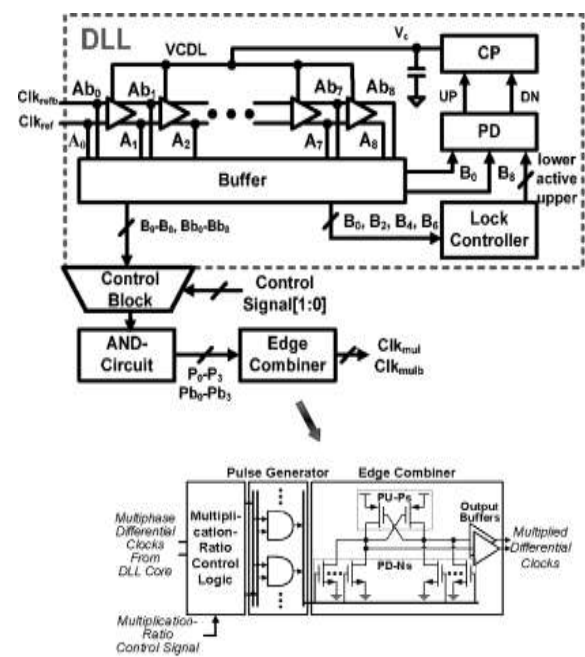 DLL
VCDL
Vc
CP
Clkrefb
Ab0
Ab1
Ab7
Ab8
UP
DN
Clkref
A0
A1
A2
A7
A8
PD
Buffer
B0
B8
lower
active
upper
B0-B8, Bb0-Bb8
B0, B2, B4, B6
Lock
Controller
Control
Block
Control
Signal[1:0]
AND-
Circuit
P0-P3
Pb0-Pb3
Edge
Combiner
Clkmul
Clkmulb
Pulse Generator
Edge Combiner
Multiphase
Differential
Clocks
From
DLL Core
Multipli-
cation-
Ratio
Control
Logic
PU-Ps
PD-Ns
Output
Buffers
Multiplied
Differential
Clocks
Multiplication-
Ratio
Control Signal